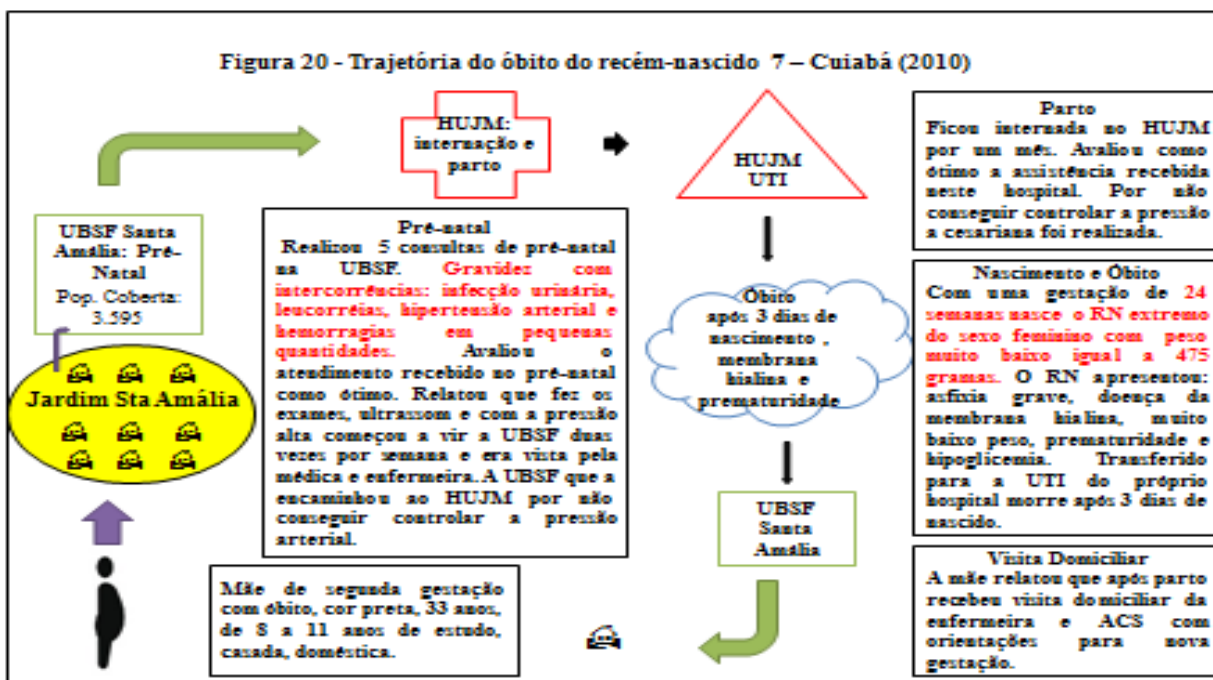 Figura 20 - Trajetória do óbito do recém-nascido 7 – Cuiabá (2010)
HUJM:
internação e
parto
HUJM
UTI
Parto
Ficou internada no HUJM
por um mês. Avaliou como
ótimo a assistência recebida
neste hospital. Por não
conseguir controlar a pressão
a cesariana foi realizada.
UBSF Santa
Amália: Pré-
Natal
Pop. Coberta:
3.595
Pré-natal
Realizou 5 consultas de pré-natal
na UBSF. Gravidez com
intercorrências: infecção urinária,
leucorréias, hipertensão arterial e
hemorragias em pequenas
quantidades. Avaliou o
atendimento recebido no pré-natal
como ótimo. Relatou que fez os
exames, ultrassom e com a pressão
alta começou a vir a UBSF duas
vezes por semana e era vista pela
médica e enfermeira. A UBSF que a
encaminhou ao HUJM por não
conseguir controlar a pressão
arterial.
Óbito
após 3 dias de
nascimento ,
membrana
hialina e
prematuridade
Nascimento e Óbito
Com uma gestação de 24
semanas nasce o RN extremo
do sexo feminino com peso
muito baixo igual a 475
gramas. O RN apresentou:
asfixia grave, doença da
membrana hialina, muito
baixo peso, prematuridade e
hipoglicemia. Transferido
para a UTI do próprio
hospital morre após 3 dias de
nascido.
Jardim Sta Amália
UBSF
Santa
Amália
Mãe de segunda gestação
com óbito, cor preta, 33 anos,
de 8 a 11 anos de estudo,
casada, doméstica.
Visita Domiciliar
A mãe relatou que após parto
recebeu visita domiciliar da
enfermeira e ACS com
orientações para nova
gestação.